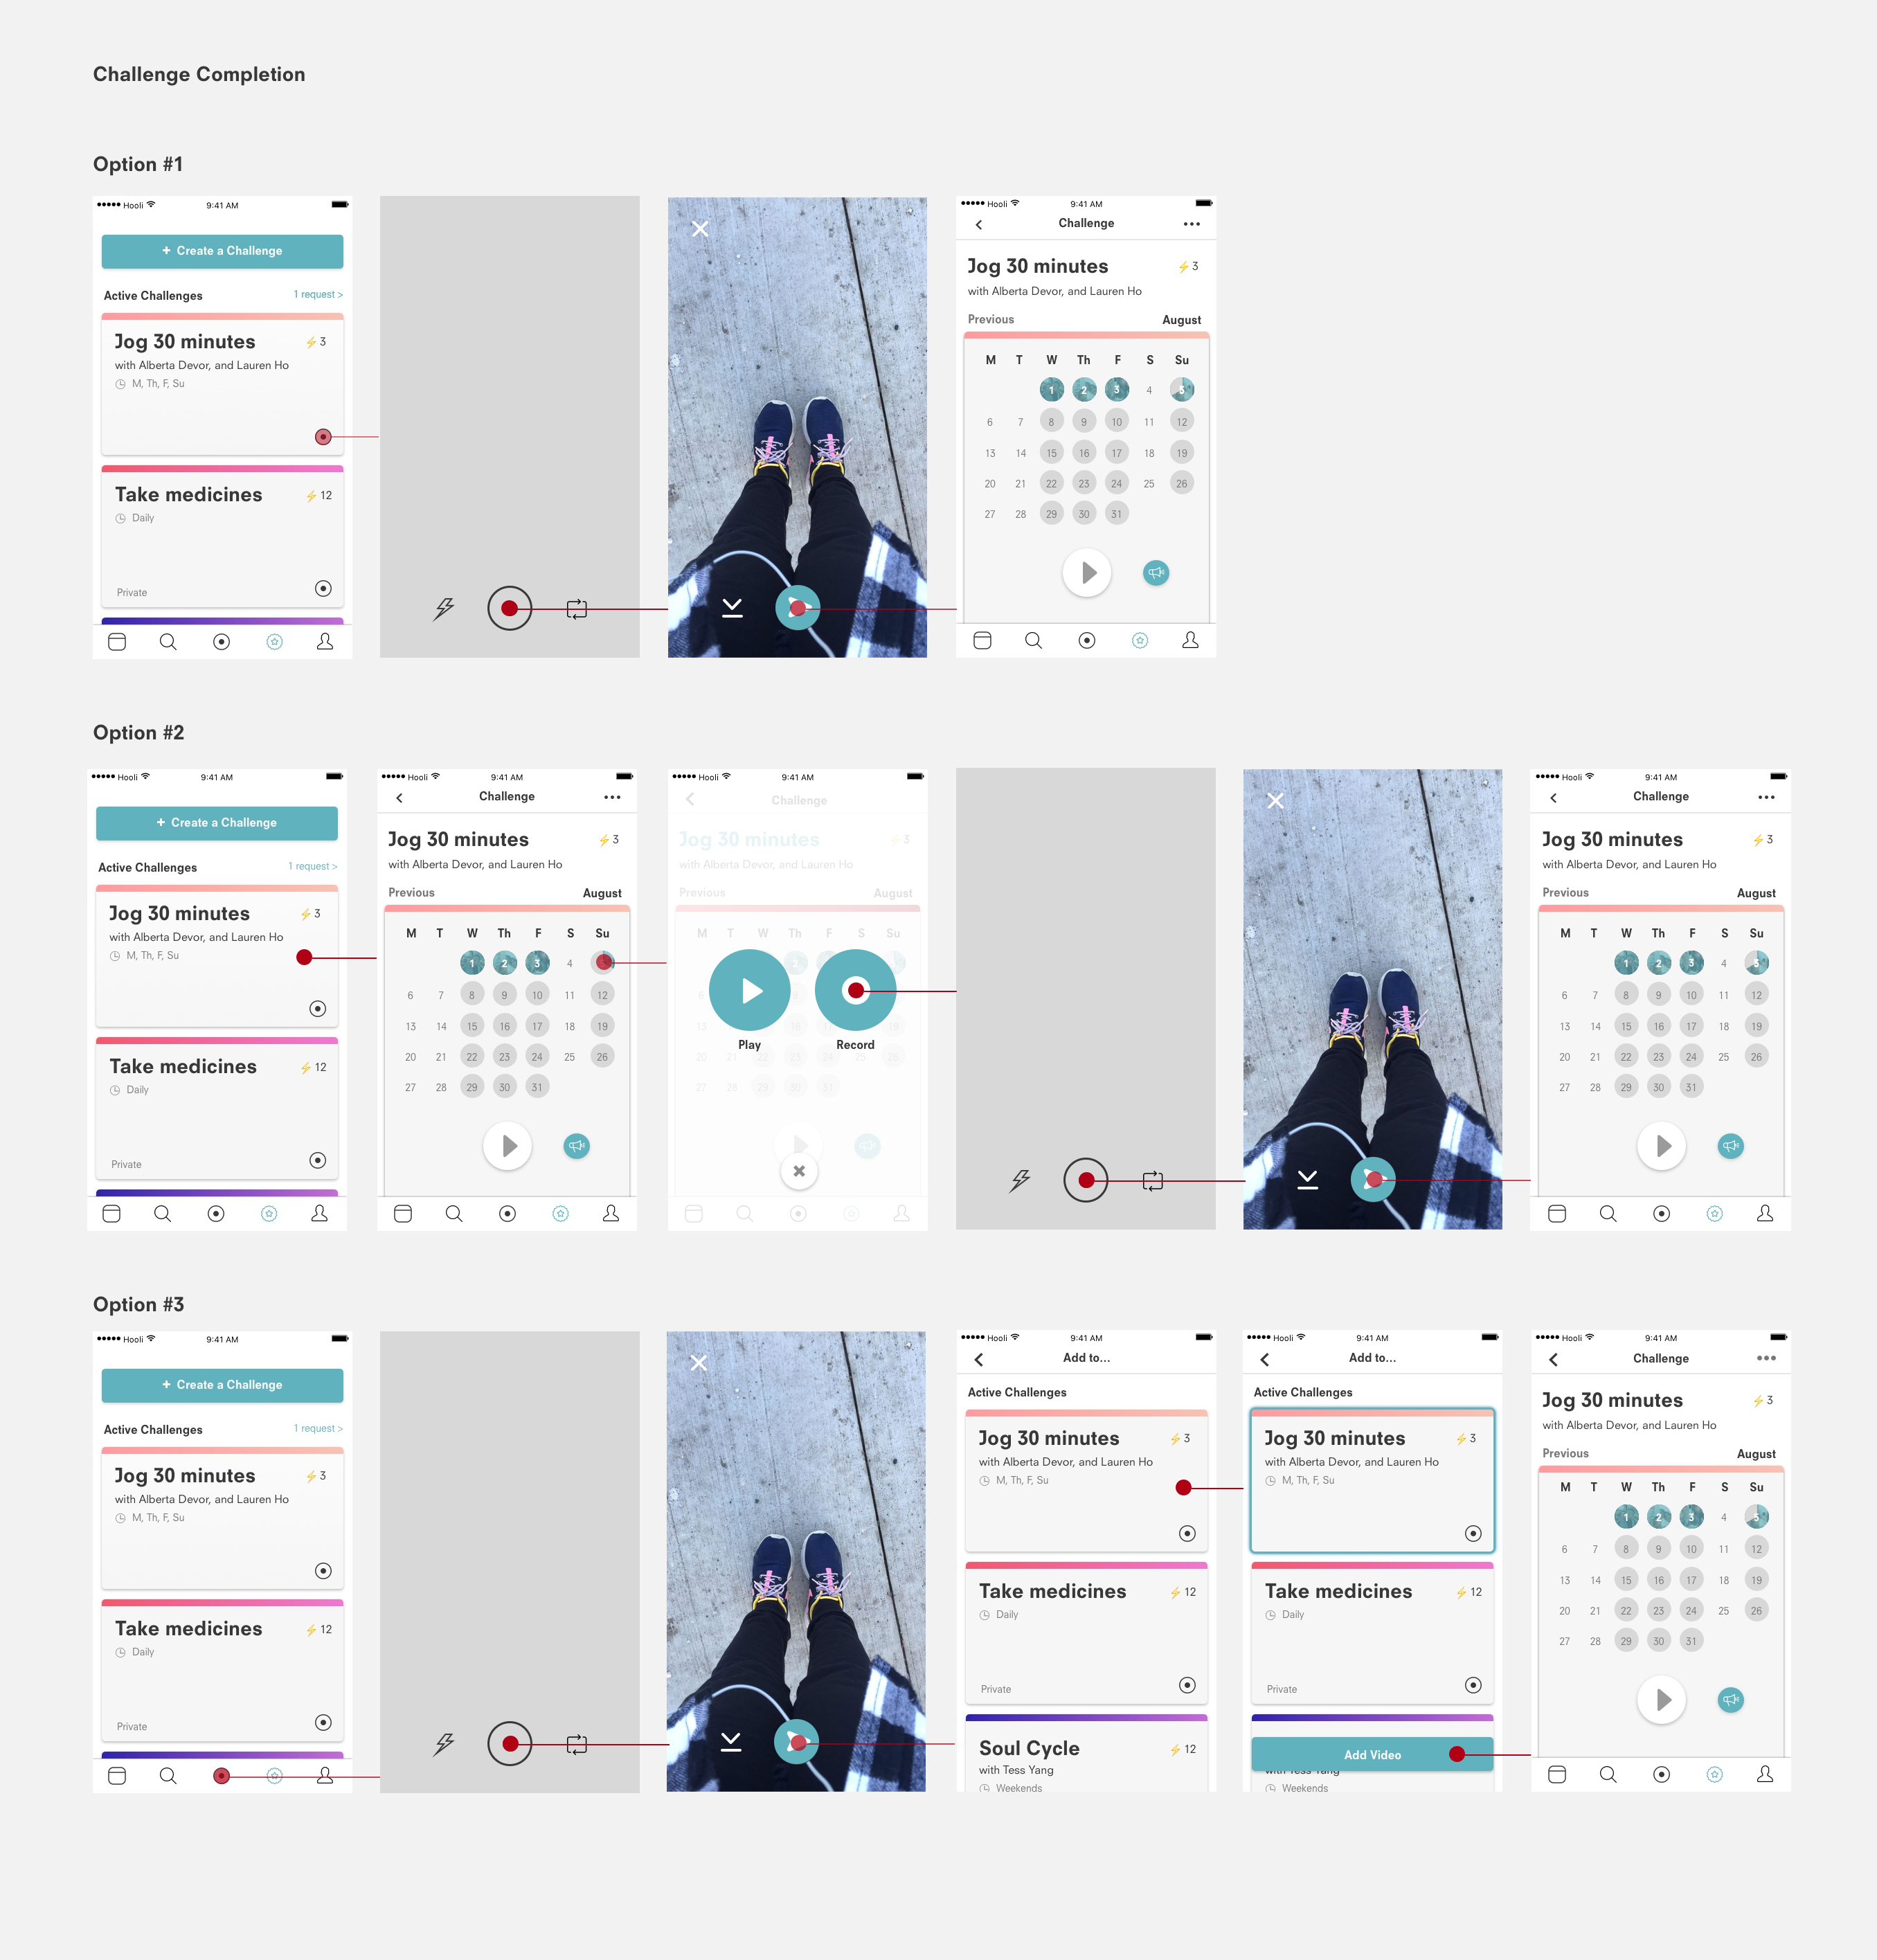 Challenge Completion
Option #1
Hooli 9:41 AM
+ Create a Challenge
Active Challenges 1 request >
Jog 30 minutes 3
with Alberta Devor, and Lauren Ho
M, Th, F, Su
Take medicines 12
Daily
Private
Hooli 9:41 AM
Challenge
Jog 30 minutes 3
with Alberta Devor, and Lauren Ho
Previous August
M T W Th F S Su
1 2 3 4 5
6 7 8 9 10 11 12
13 14 15 16 17 18 19
20 21 22 23 24 25 26
27 28 29 30 31
Option #2
Hooli 9:41 AM
+ Create a Challenge
Active Challenges 1 request >
Jog 30 minutes 3
with Alberta Devor, and Lauren Ho
M, Th, F, Su
Take medicines 12
Daily
Private
Hooli 9:41 AM
Challenge
Jog 30 minutes 3
with Alberta Devor, and Lauren Ho
Previous August
M T W Th F S Su
1 2 3 4
6 7 8 9 10 11 12
13 14 15 16 17 18 19
20 21 22 23 24 25 26
27 28 29 30 31
Hooli 9:41 AM
Challenge
Jog 30 minutes 3
with Alberta Devor, and Lauren Ho
Previous August
M T W Th F S Su
Play Record
20 21 22 23 24 25 26
27 28 29 30 31
Hooli 9:41 AM
Challenge
Jog 30 minutes 3
with Alberta Devor, and Lauren Ho
Previous August
M T W Th F S Su
1 2 3 4 5
6 7 8 9 10 11 12
13 14 15 16 17 18 19
20 21 22 23 24 25 26
27 28 29 30 31
Option #3
Hooli 9:41 AM
+ Create a Challenge
Active Challenges 1 request >
Jog 30 minutes 3
with Alberta Devor, and Lauren Ho
M, Th, F, Su
Take medicines 12
Daily
Private
Hooli 9:41 AM
Add to...
Active Challenges
Jog 30 minutes 3
with Alberta Devor, and Lauren Ho
M, Th, F, Su
Take medicines 12
Daily
Private
Soul Cycle 12
with Tess Yang
Weekends
Hooli 9:41 AM
Add to...
Active Challenges
Jog 30 minutes 3
with Alberta Devor, and Lauren Ho
M, Th, F, Su
Take medicines 12
Daily
Private
Add Video
with Tess Yang
Weekends
Hooli 9:41 AM
Challenge
Jog 30 minutes 3
with Alberta Devor, and Lauren Ho
Previous August
M T W Th F S Su
1 2 3 4 5
6 7 8 9 10 11 12
13 14 15 16 17 18 19
20 21 22 23 24 25 26
27 28 29 30 31